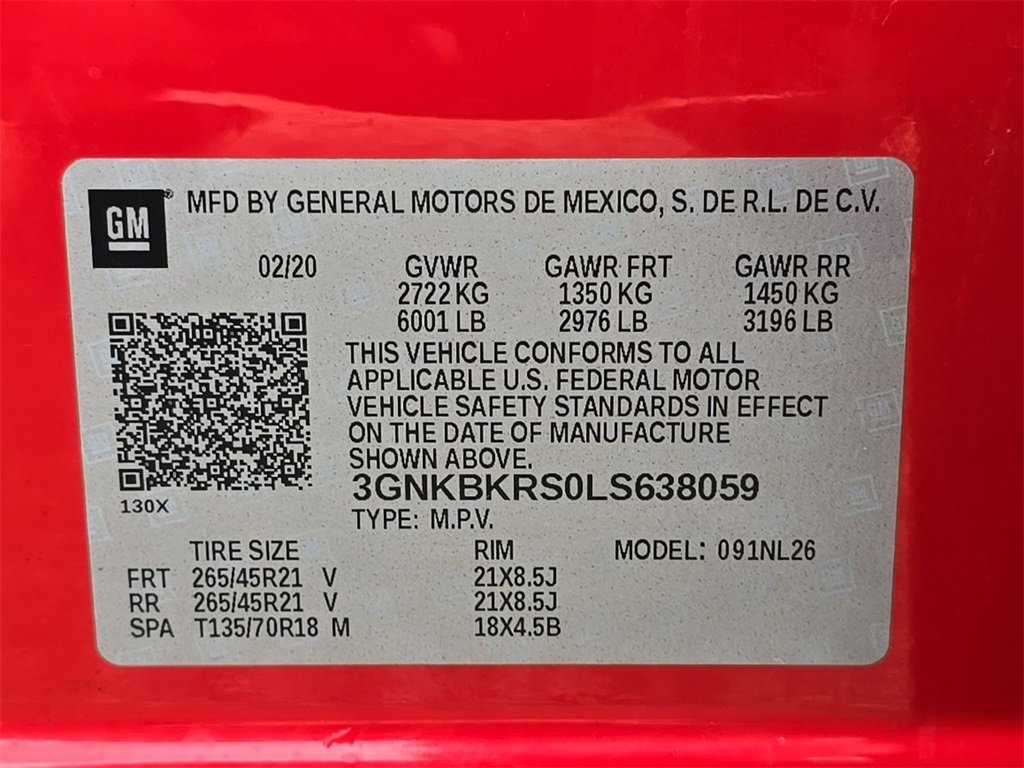 GM® MFD BY GENERAL MOTORS DE MEXICO, S. DE R.L. DE C.V.
02/20 GVWR GAWR FRT GAWR RR
2722 KG 1350 KG 1450 KG
6001 LB 2976 LB 3196 LB
THIS VEHICLE CONFORMS TO ALL
APPLICABLE U.S. FEDERAL MOTOR
VEHICLE SAFETY STANDARDS IN EFFECT
ON THE DATE OF MANUFACTURE
SHOWN ABOVE.
3GNKBKRS0LS638059
130X
TYPE: M.P.V.
TIRE SIZE RIM MODEL: 091NL26
FRT 265/45R21 V 21X8.5J
RR 265/45R21 V 21X8.5J
SPA T135/70R18 M 18X4.5B